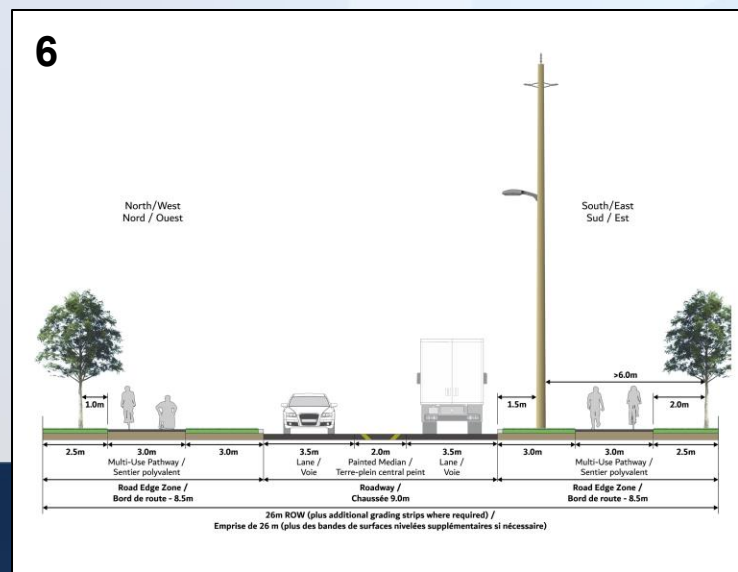 6
North/West
Nord / Ouest
South/East
Sud / Est
>6.0m
1.0m
1.5m
2.0m
2.5m
3.0m
3.0m
3.5m
2.0m
3.5m
3.0m
3.0m
2.5m
Multi-Use Pathway /
Sentier polyvalent
Lane /
Voie
Painted Median /
Terre-plein central peint
Lane /
Voie
Multi-Use Pathway /
Sentier polyvalent
Road Edge Zone /
Bord de route - 8.5m
Roadway /
Chaussée 9.0m
Road Edge Zone /
Bord de route - 8.5m
26m ROW (plus additional grading strips where required) /
Emprise de 26 m (plus des bandes de surfaces nivelées supplémentaires si nécessaire)